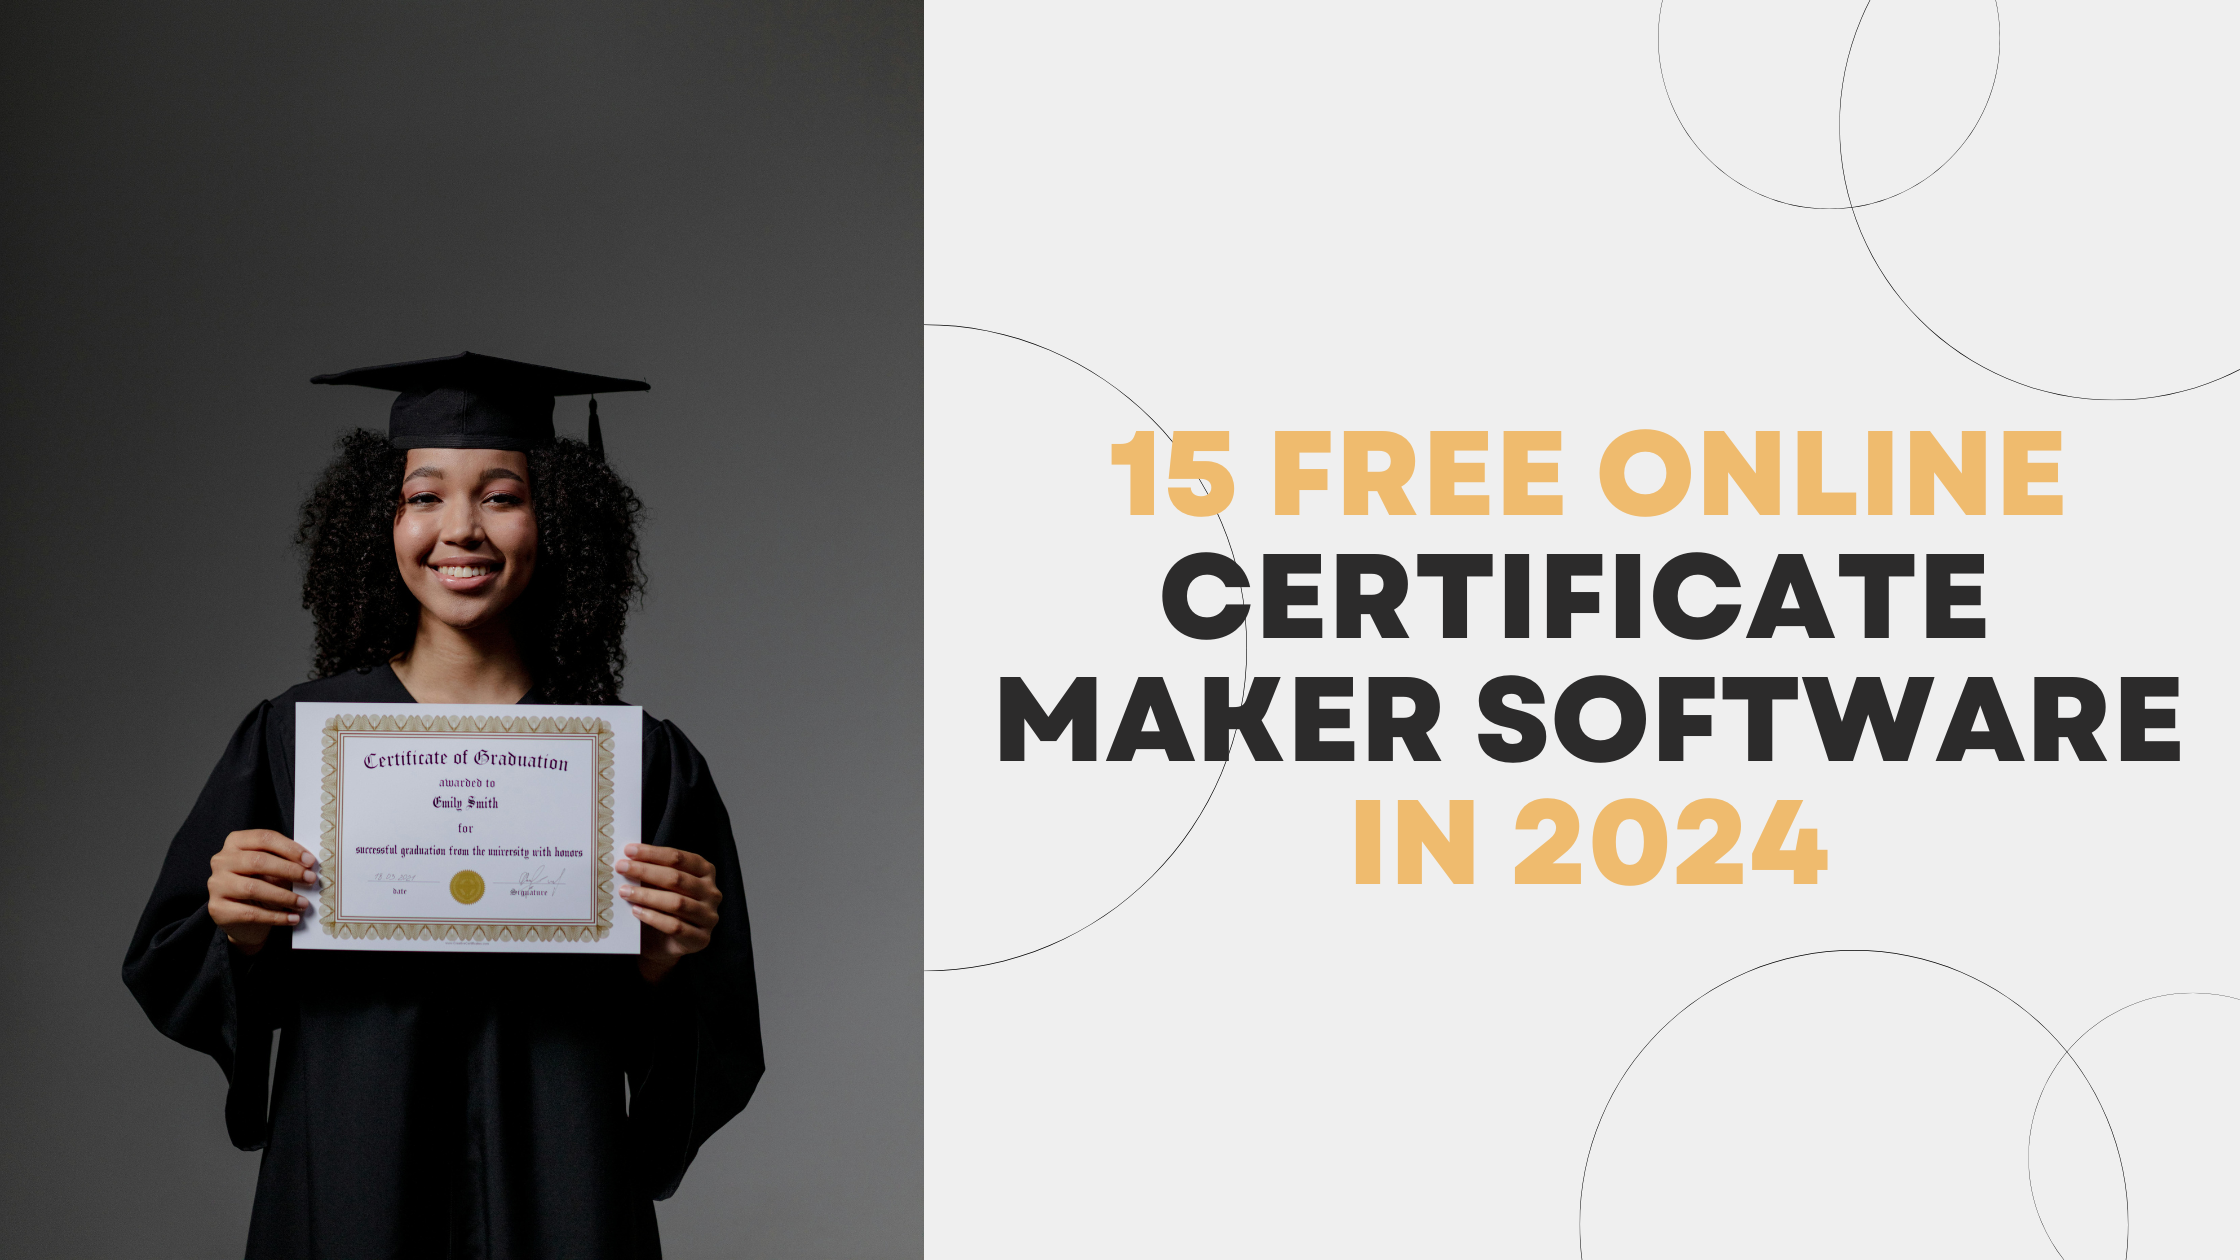 15 FREE ONLINE
CERTIFICATE
MAKER SOFTWARE
IN 2024
Certificate of Graduation
awarded to
Emily Smith
for
successful graduation from the university with honors
date
Signature